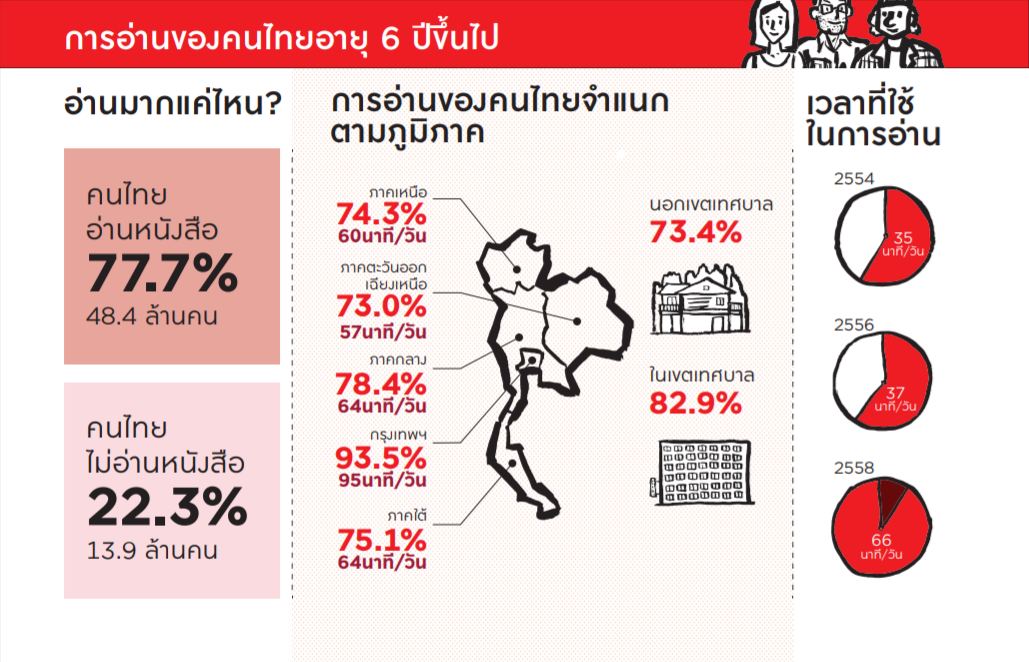 การอ่านของคนไทยอายุ 6 ปีขึ้นไป
อ่านมากแค่ไหน?
คนไทย
อ่านหนังสือ
77.7%
48.4 ล้านคน
คนไทย
ไม่อ่านหนังสือ
22.3%
13.9 ล้านคน
การอ่านของคนไทยจำแนก
ตามภูมิภาค
ภาคเหนือ
74.3%
60นาที/วัน
ภาคตะวันออก
เฉียงเหนือ
73.0%
57นาที/วัน
ภาคกลาง
78.4%
64นาที/วัน
กรุงเทพฯ
93.5%
95นาที/วัน
ภาคใต้
75.1%
64นาที/วัน
นอกเขตเทศบาล
73.4%
ในเขตเทศบาล
82.9%
เวลาที่ใช้
ในการอ่าน
2554
35
นาที/วัน
2556
37
นาที/วัน
2558
66
นาที/วัน